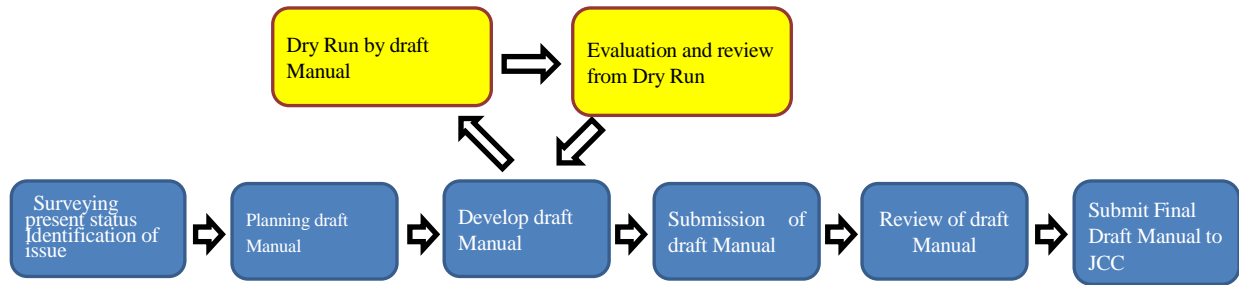 Dry Run by draft
Manual
Evaluation and review
from Dry Run
Surveying
present status
Identification of
issue
Planning draft
Manual
Develop draft
Manual
Submission of
draft Manual
Review of draft
Manual
Submit Final
Draft Manual to
JCC